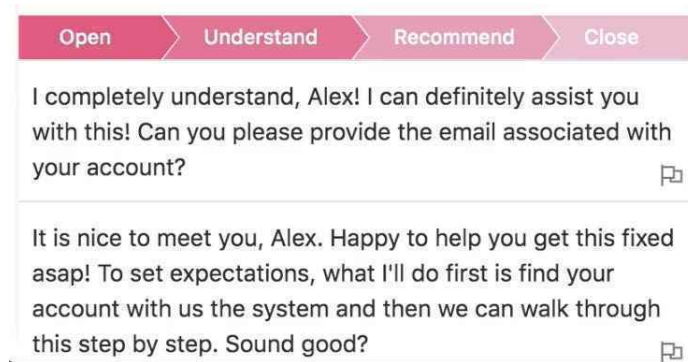 Open Understand Recommend Close
I completely understand, Alex! I can definitely assist you
with this! Can you please provide the email associated with
your account?
It is nice to meet you, Alex. Happy to help you get this fixed
asap! To set expectations, what I'll do first is find your
account with us the system and then we can walk through
this step by step. Sound good?